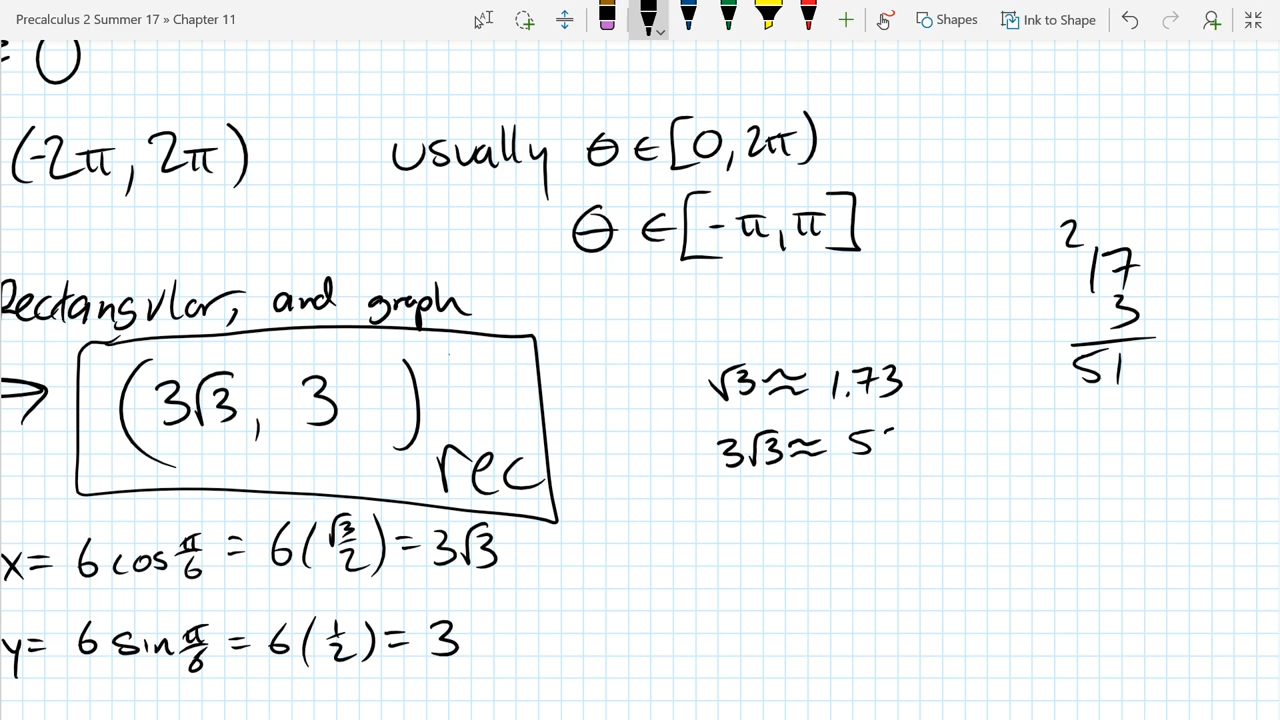 Precalculus 2 Summer 17 » Chapter 11
Shapes
Ink to Shape
= 0
(-2π, 2π)
usually θ ∈ [0, 2π)
θ ∈ [-π, π]
Rectangular, and graph
⇒ (3√3, 3) rec
x = 6 cos π/6 = 6(√3/2) = 3√3
y = 6 sin π/6 = 6(1/2) = 3
√3 ≈ 1.73
3√3 ≈ 5
2
17
3
51